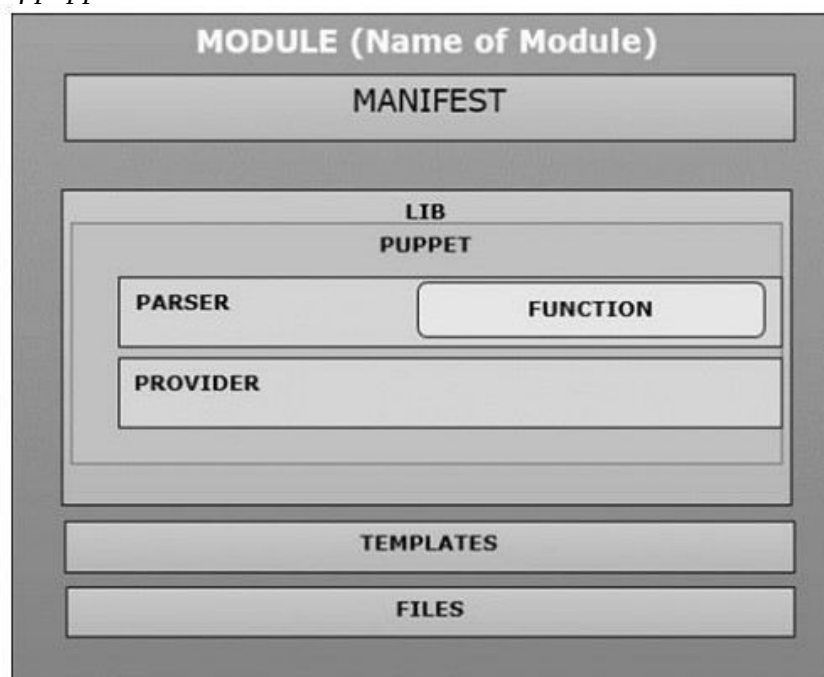 MODULE (Name of Module)
MANIFEST
LIB
PUPPET
PARSER
FUNCTION
PROVIDER
TEMPLATES
FILES